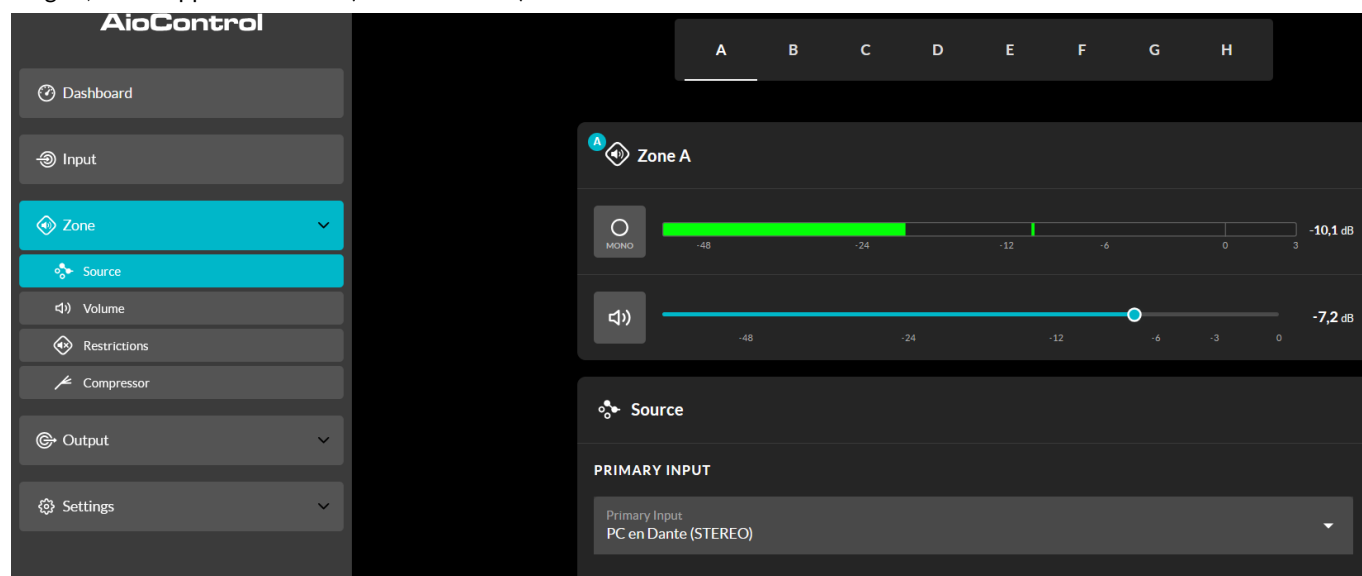 AioControl
A B C D E F G H
Dashboard
Input
Zone
Source
Volume
Restrictions
Compressor
Output
Settings
A
Zone A
MONO
-48 -24 -12 -6 0 3
-10,1 dB
-48 -24 -12 -6 -3 0
-7,2 dB
Source
PRIMARY INPUT
Primary Input
PC en Dante (STEREO)